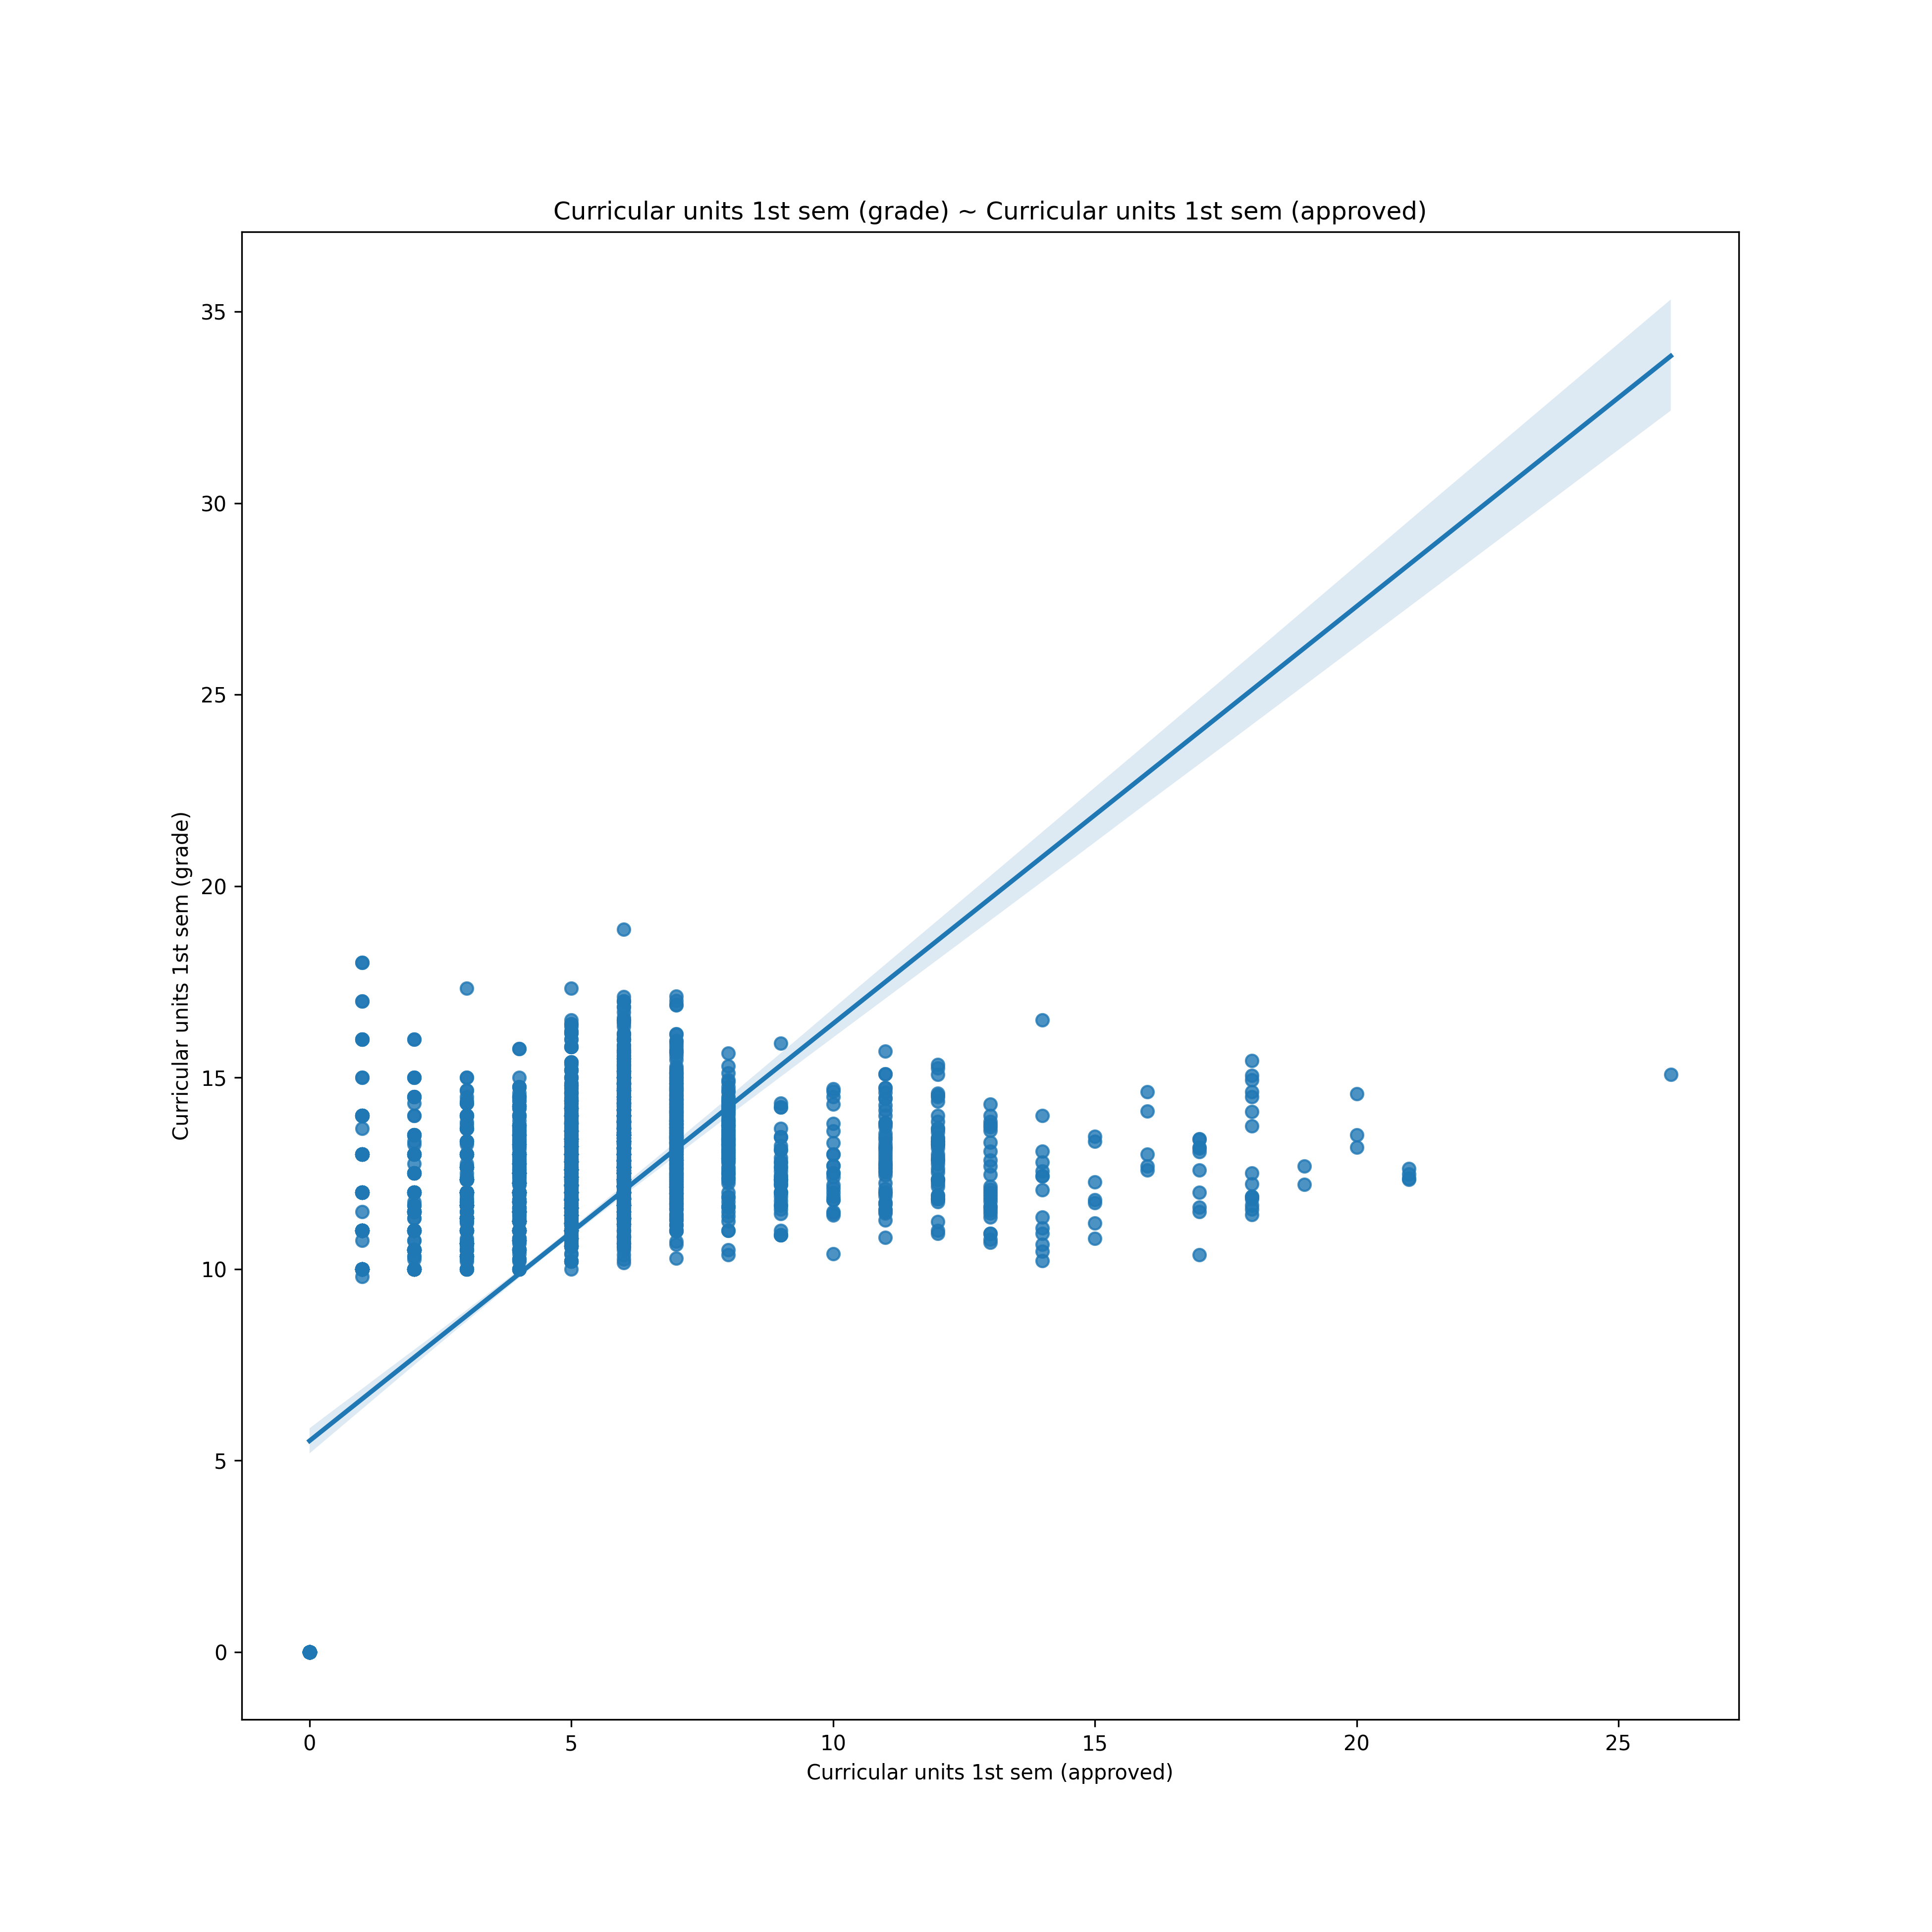 Curricular units 1st sem (grade) ~ Curricular units 1st sem (approved)
35
30
25
20
15
10
5
0
Curricular units 1st sem (grade)
0 5 10 15 20 25
Curricular units 1st sem (approved)